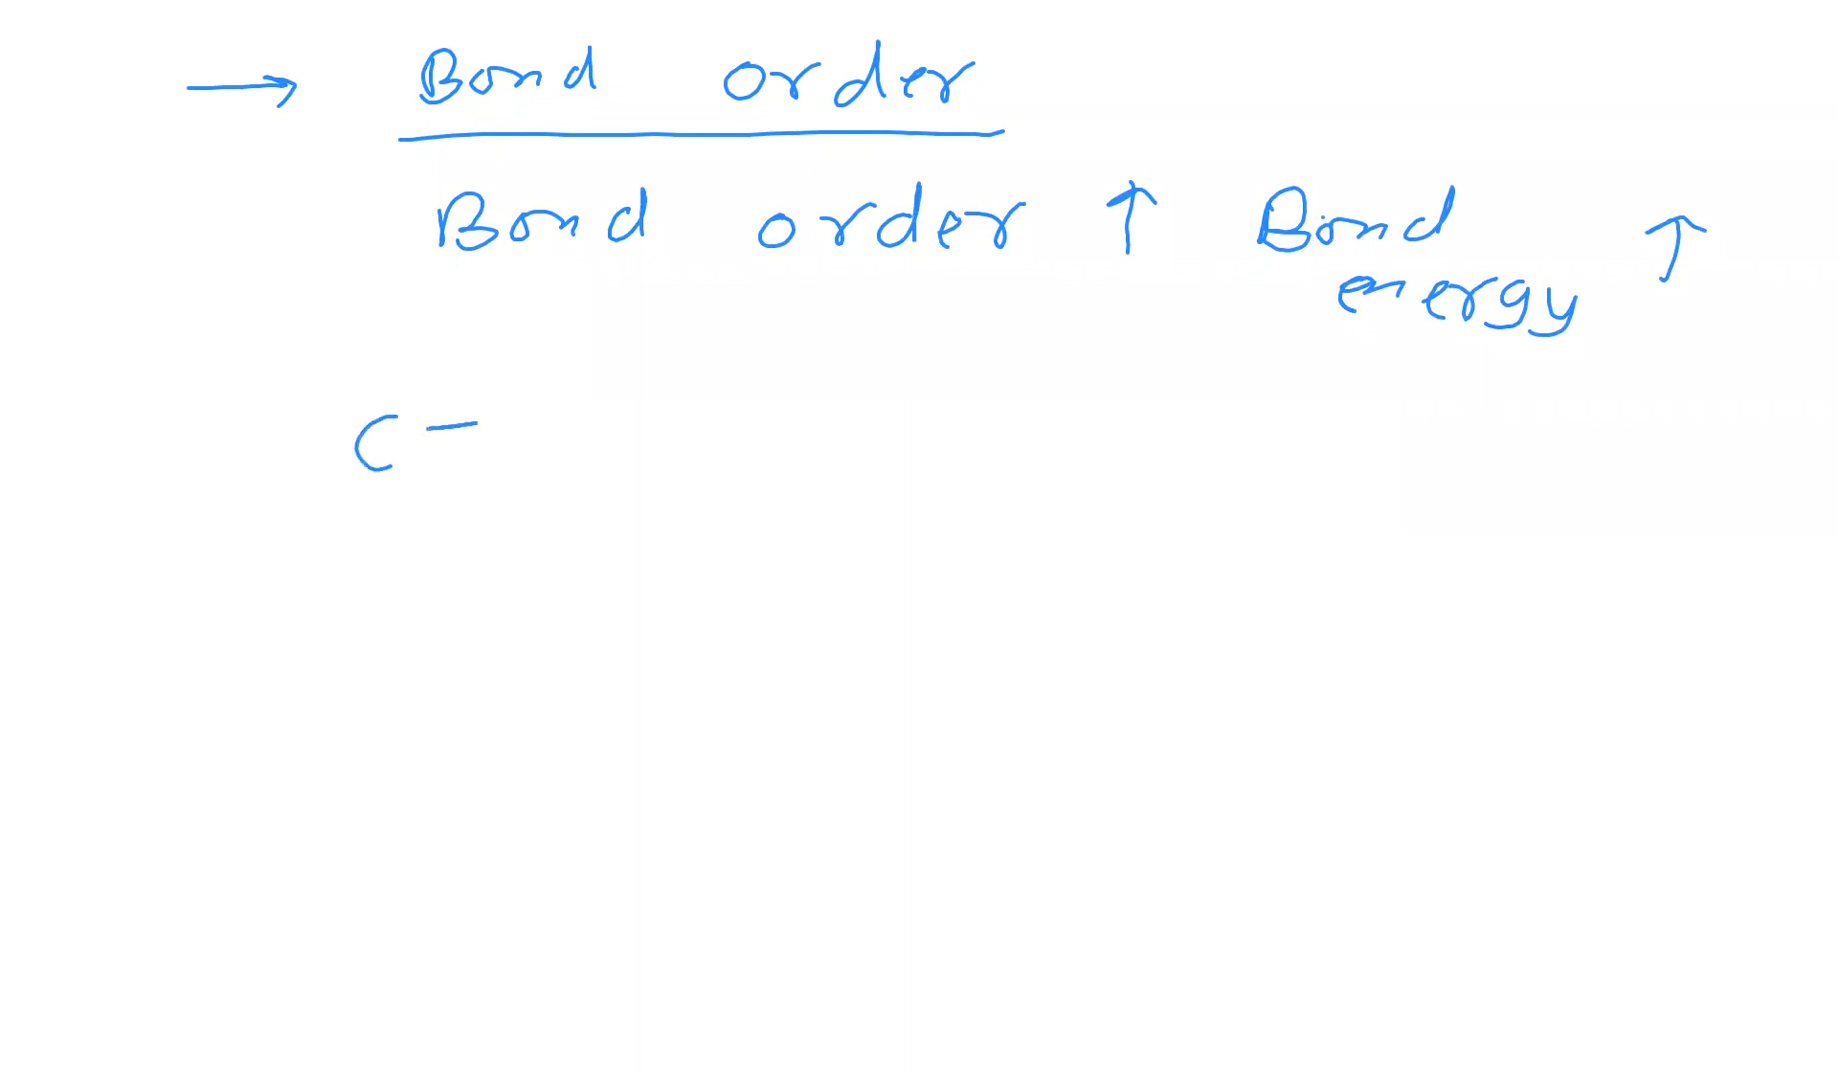 → Bond order
Bond order ↑ Bond energy ↑
C –